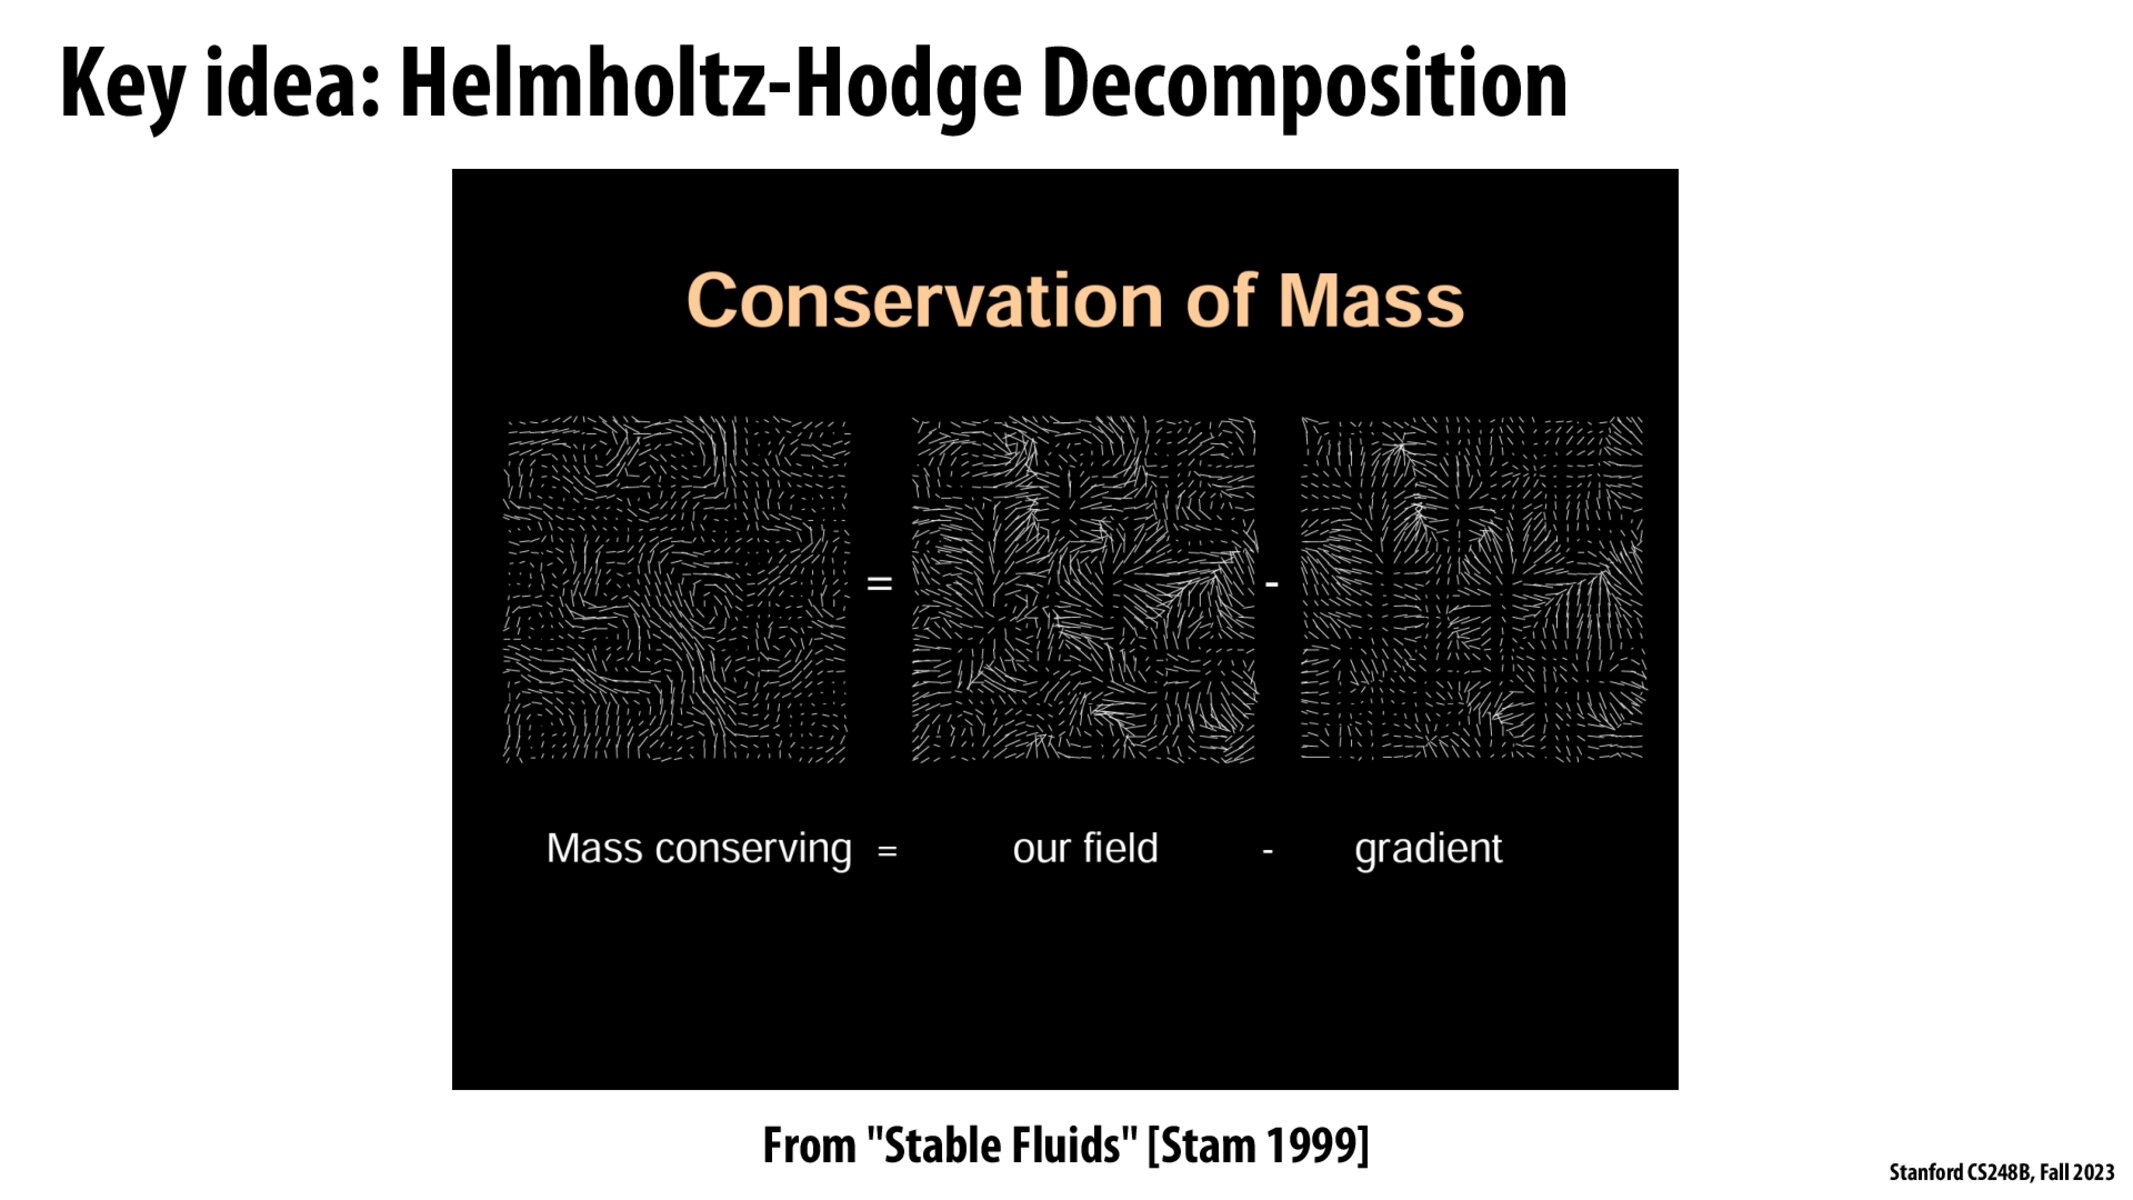 Key idea: Helmholtz-Hodge Decomposition
Conservation of Mass
= -
Mass conserving = our field - gradient
From "Stable Fluids" [Stam 1999]
Stanford CS248B, Fall 2023